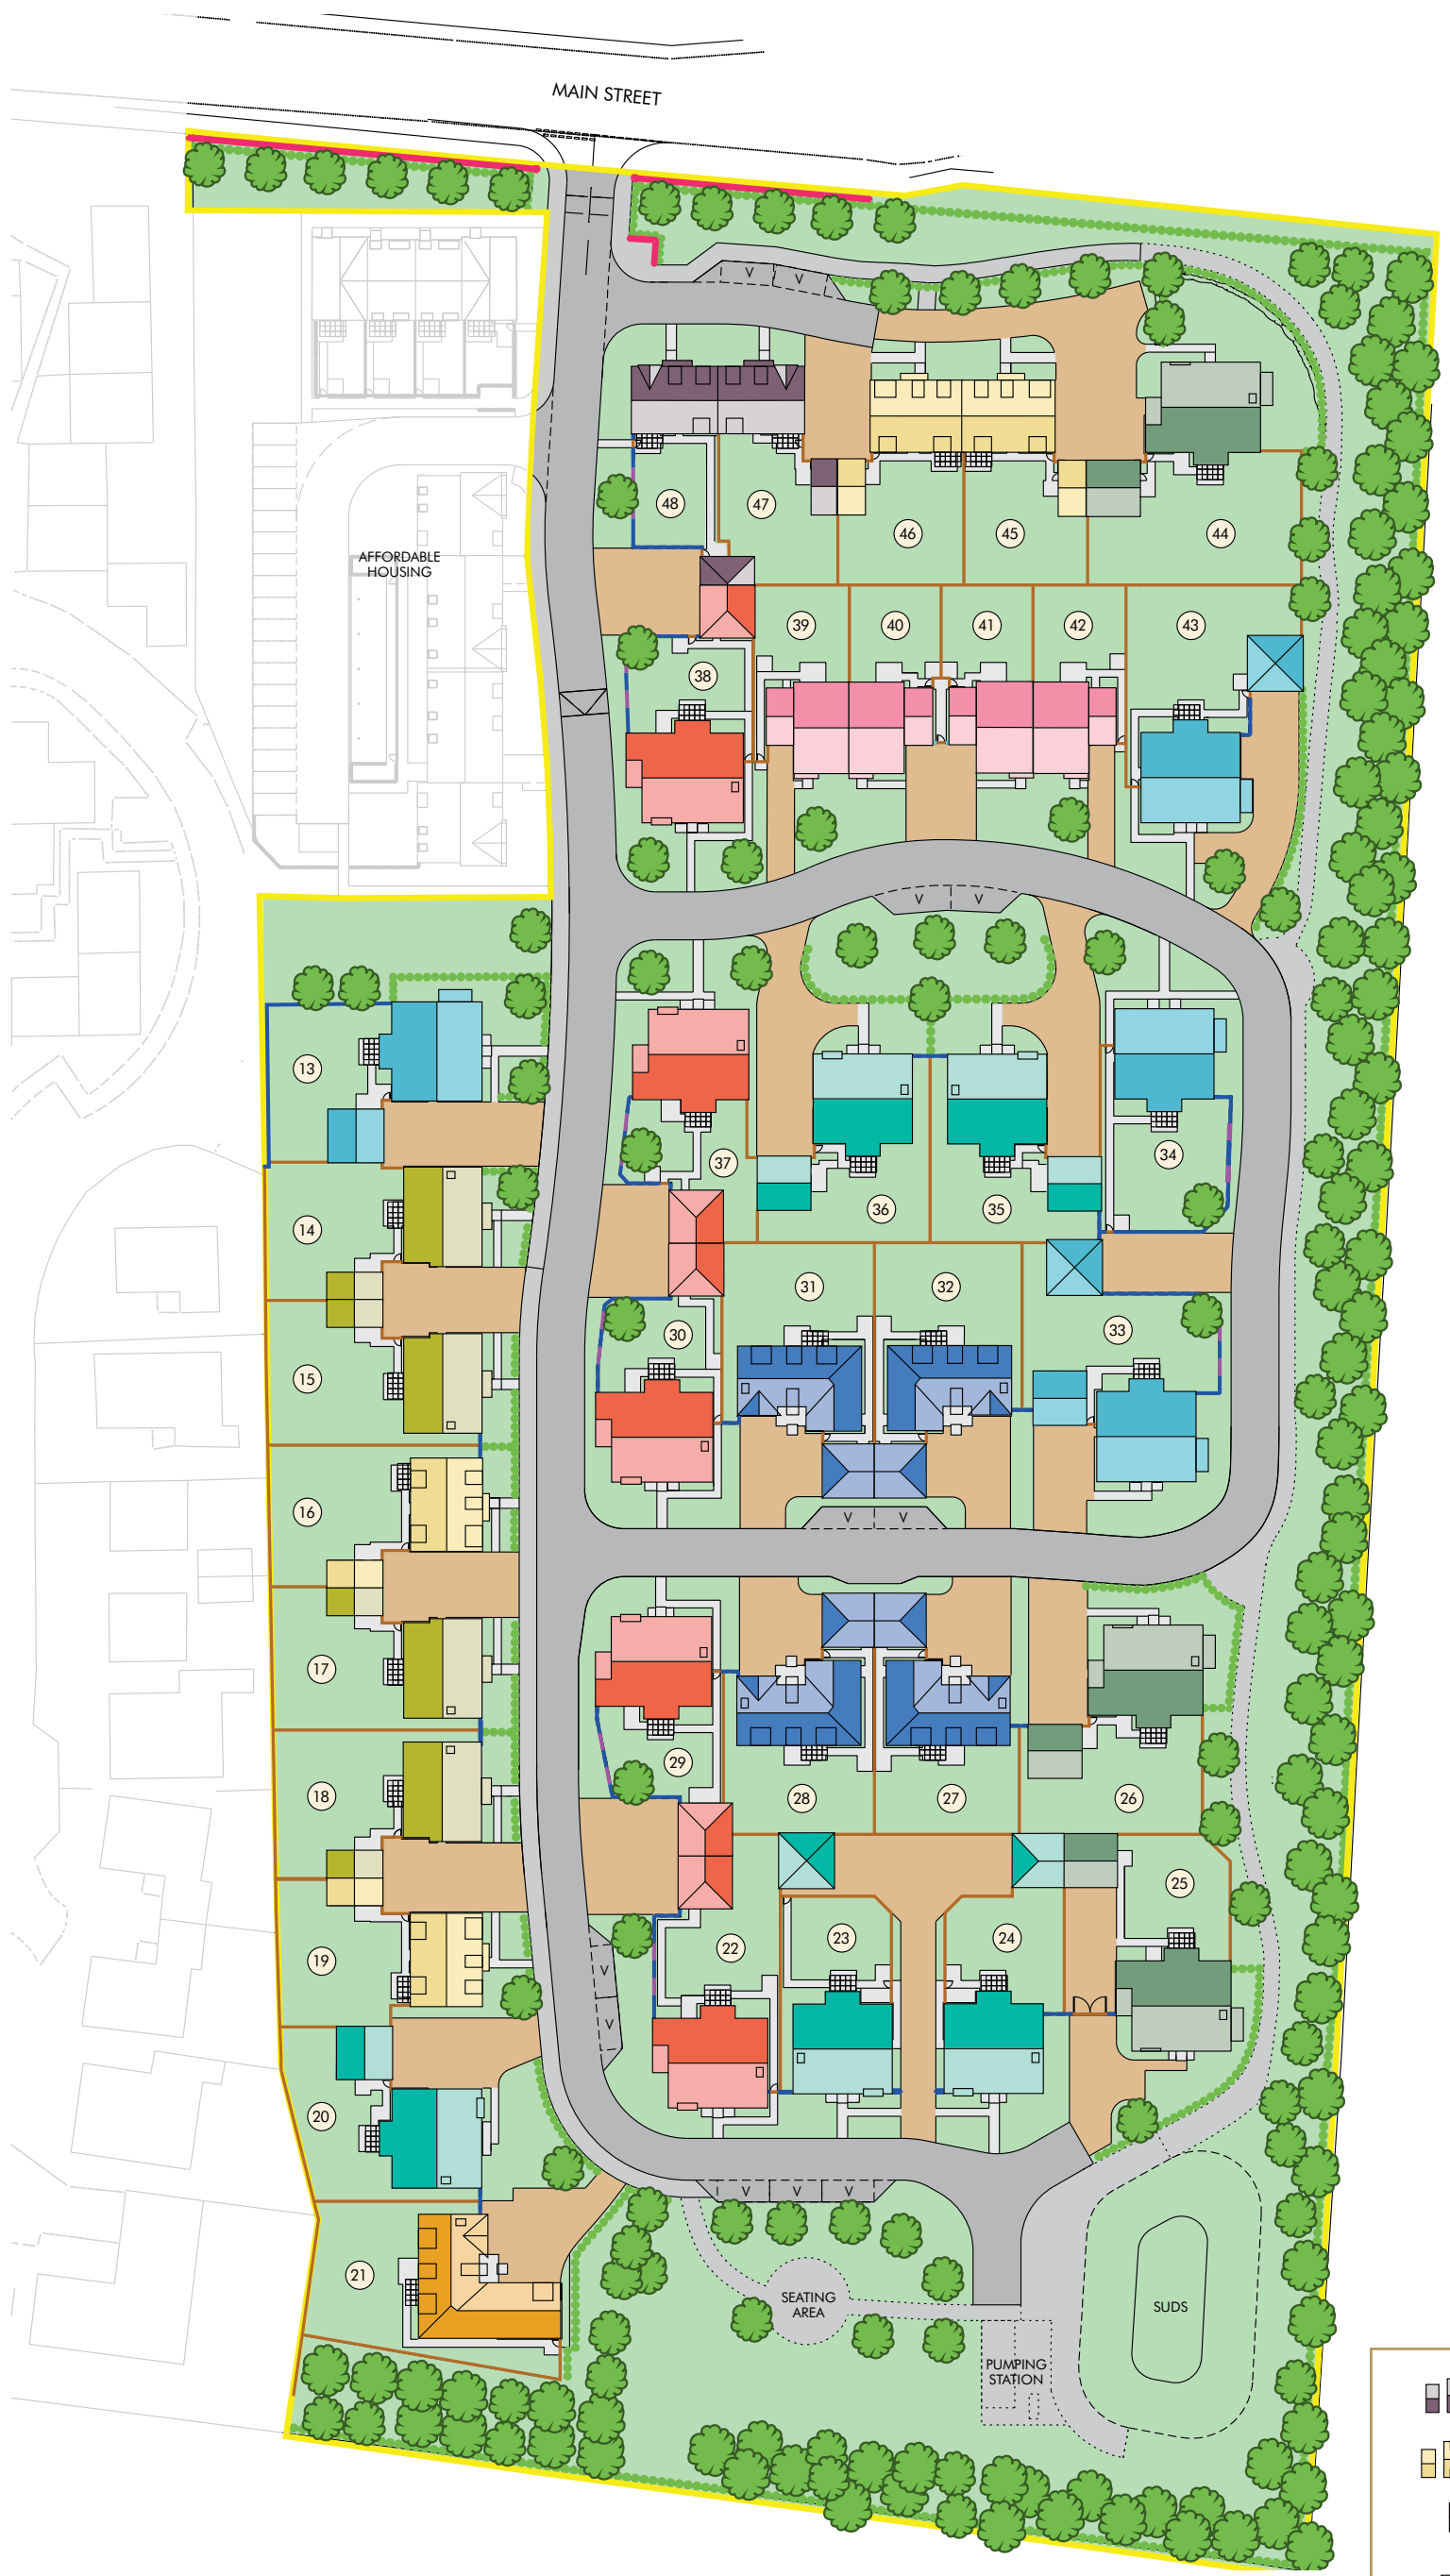 MAIN STREET
V V
48
47
46
45
44
AFFORDABLE
HOUSING
39
40
41
42
43
38
V V
13
37
34
36
35
14
31
32
30
33
15
16
V V
17
29
28
27
26
18
25
22
23
24
19
V
V
20
V V V
21
SEATING
AREA
SUDS
PUMPING
STATION